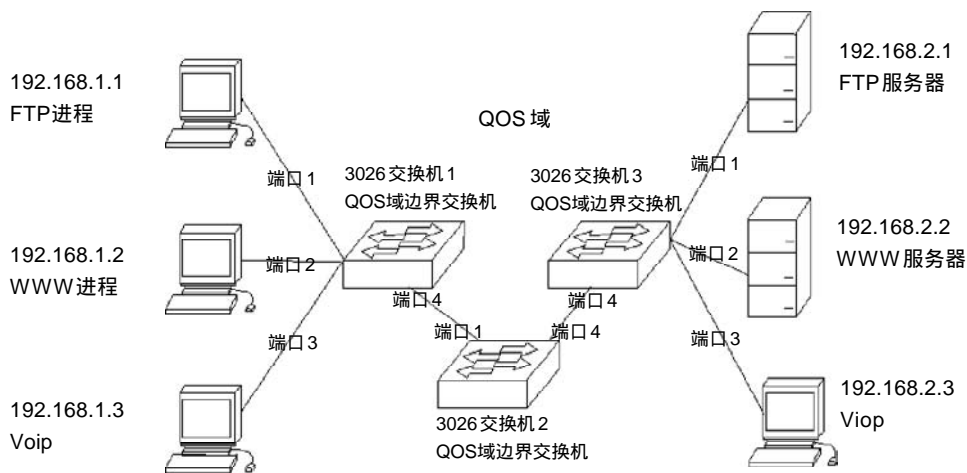 192.168.1.1
FTP进程
192.168.2.1
FTP服务器
QOS 域
端口1
端口1
3026交换机1
QOS域边界交换机
3026交换机3
QOS域边界交换机
192.168.1.2
WWW进程
端口2
端口2
192.168.2.2
WWW服务器
端口4
端口4
端口1
端口4
端口3
端口3
192.168.1.3
Voip
3026交换机2
QOS域边界交换机
192.168.2.3
Viop